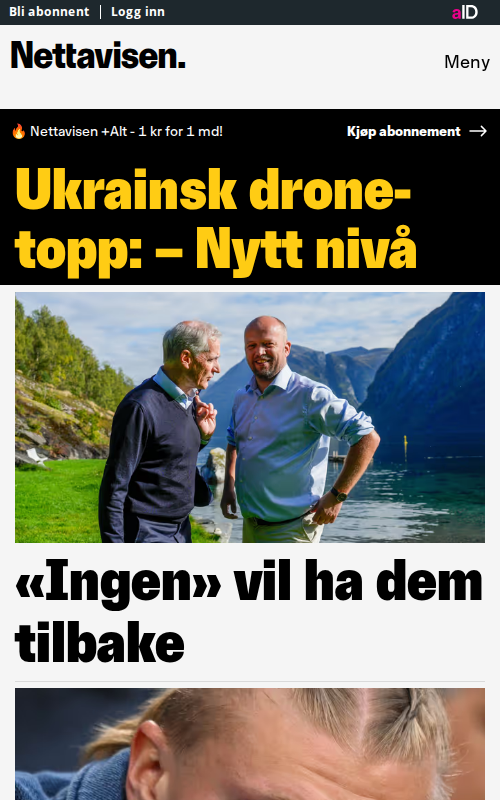 Bli abonnent | Logg inn
aID
Nettavisen.
Meny
🔥 Nettavisen +Alt - 1 kr for 1 md!
Kjøp abonnement →
Ukrainsk drone-
topp: – Nytt nivå
«Ingen» vil ha dem
tilbake